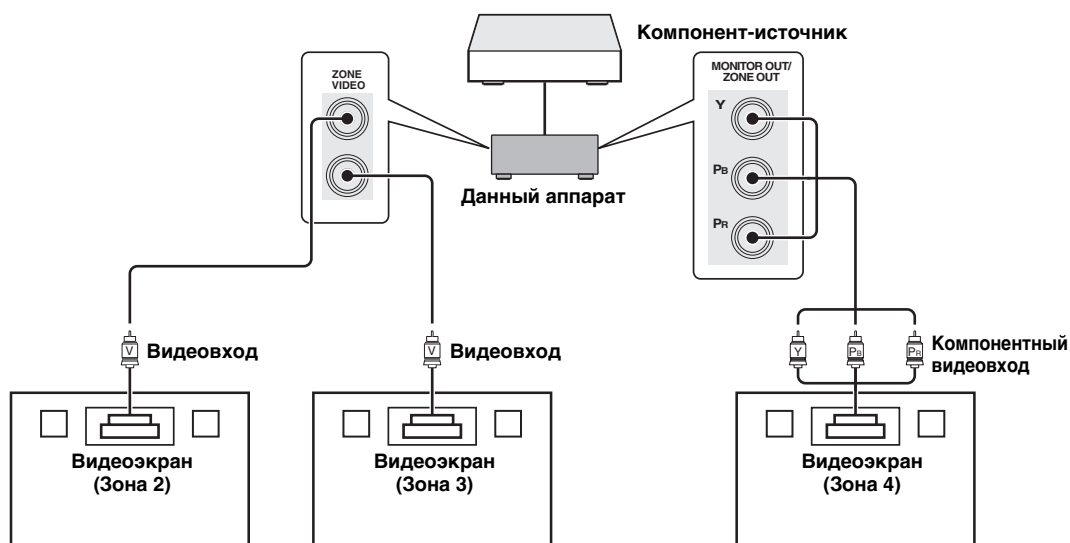 Компонент-источник
ZONE
VIDEO
MONITOR OUT/
ZONE OUT
Y
PB
PR
Данный аппарат
V
Видеовход
V
Видеовход
Y
PB
PR
Компонентный
видеовход
Видеоэкран
(Зона 2)
Видеоэкран
(Зона 3)
Видеоэкран
(Зона 4)